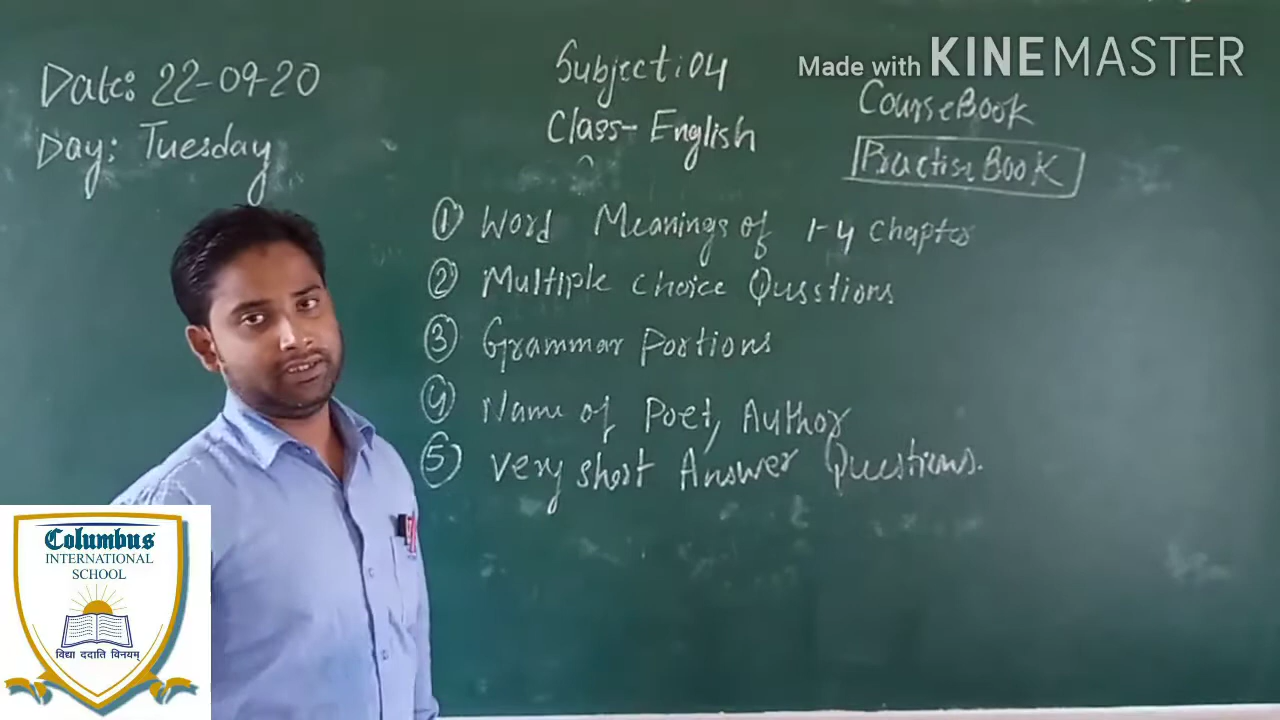 Date: 22-09-20
Day: Tuesday
Subject: 04
Class- English
Made with KINEMASTER
CourseBook
Practise Book
① Word Meanings of 1-4 chapter
② Multiple choice Qusstions
③ Grammar portions
④ Name of Poet, Author
⑤ Very short Answer Questions.
Columbus
INTERNATIONAL
SCHOOL
विद्या ददाति विनयम्